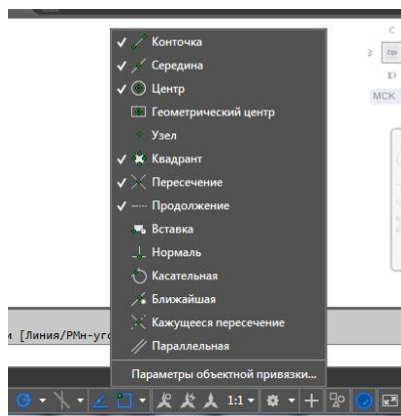 Конточка
Середина
Центр
Геометрический центр
Узел
Квадрант
Пересечение
Продолжение
Вставка
Нормаль
Касательная
Ближайшая
Кажущееся пересечение
Параллельная
Параметры объектной привязки...
С
З
Ю
МСК
и [Линия/РМн-уго
1:1